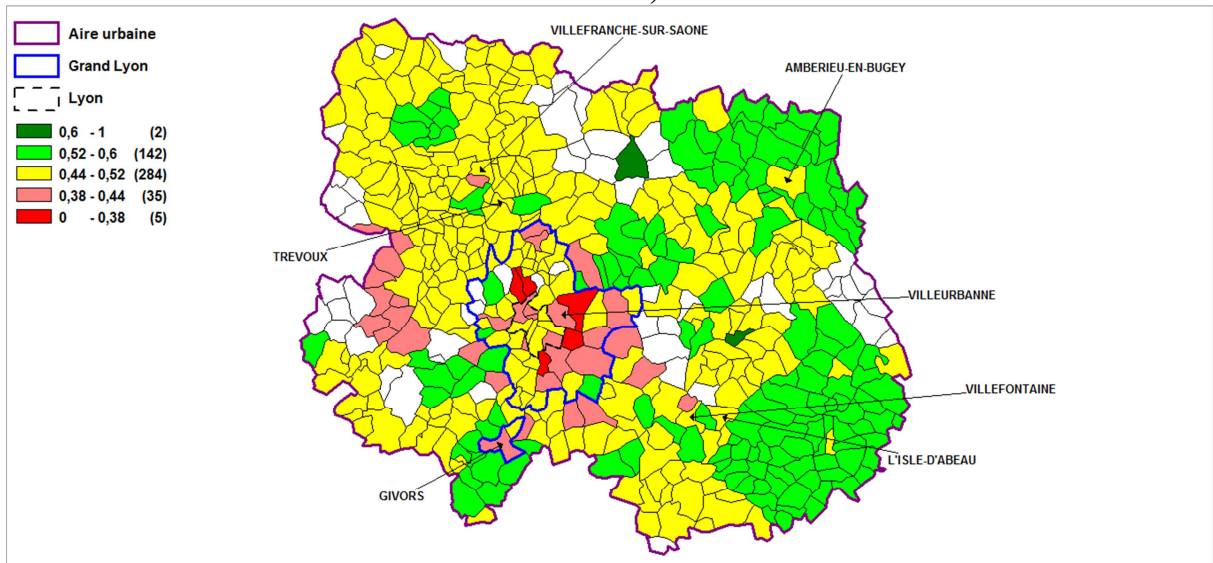 )
Aire urbaine
Grand Lyon
Lyon
0,6 - 1 (2)
0,52 - 0,6 (142)
0,44 - 0,52 (284)
0,38 - 0,44 (35)
0 - 0,38 (5)
VILLEFRANCHE-SUR-SAONE
AMBERIEU-EN-BUGEY
TREVOUX
VILLEURBANNE
VILLEFONTAINE
L'ISLE-D'ABEAU
GIVORS